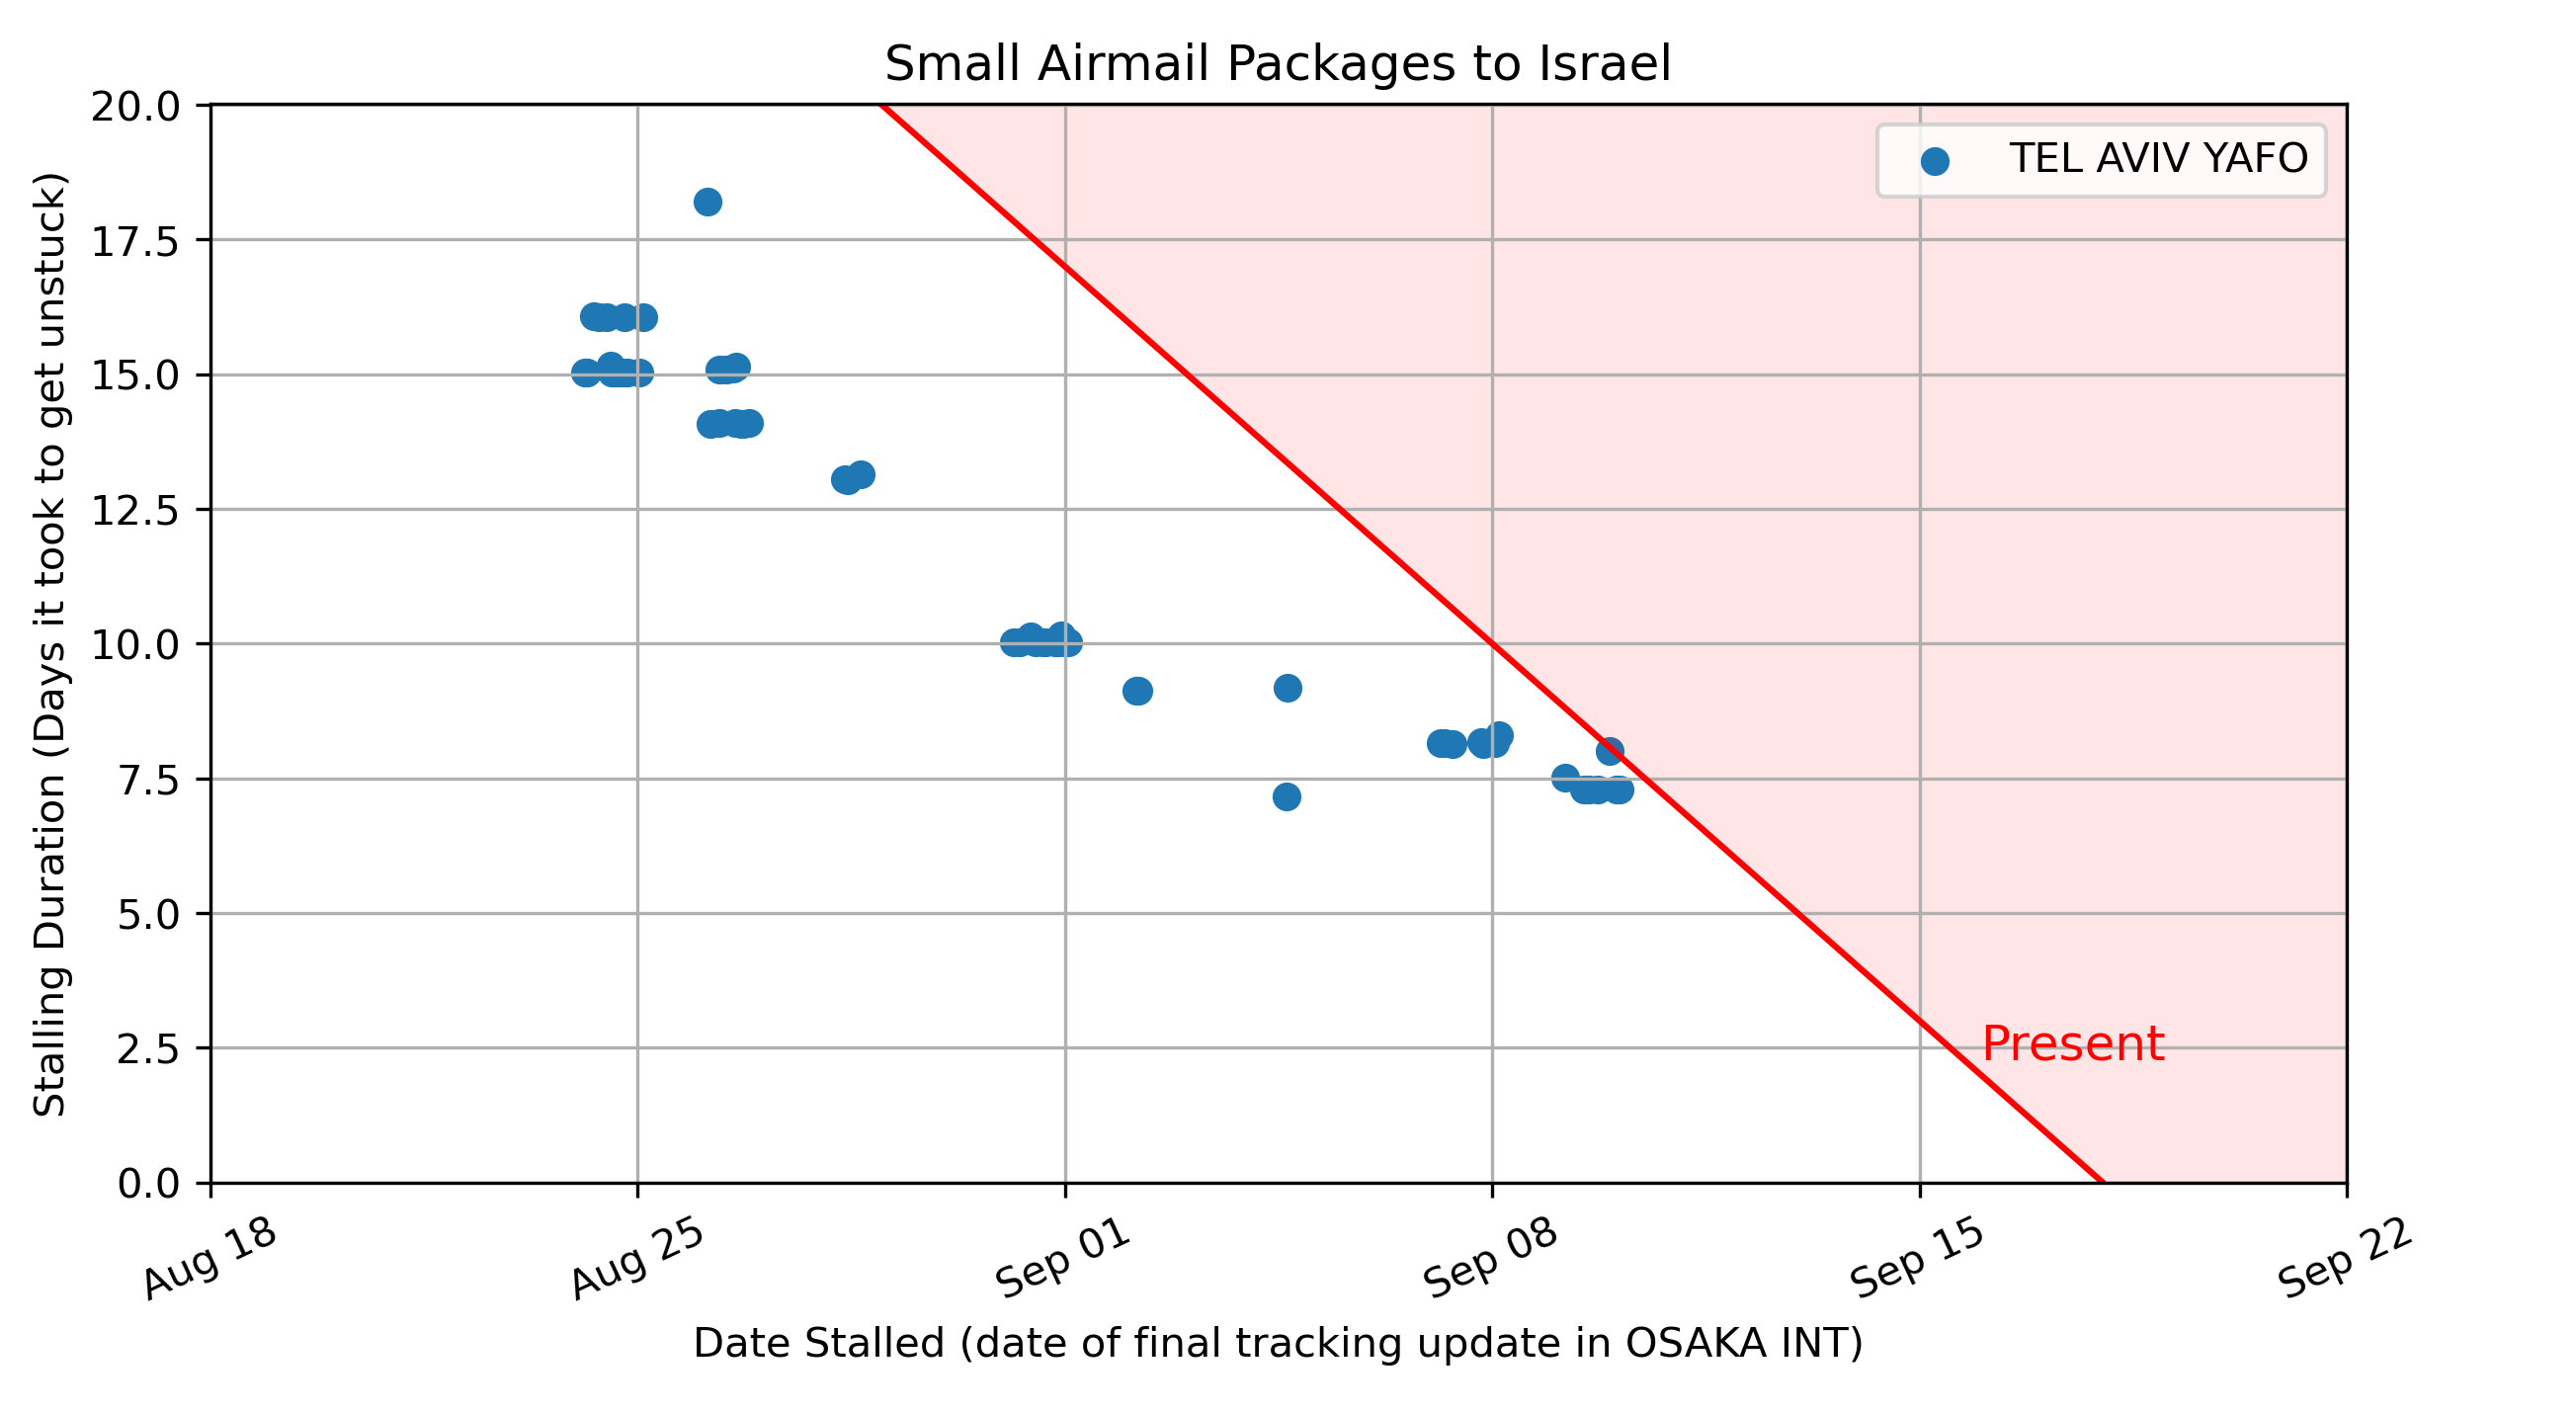 Small Airmail Packages to Israel
TEL AVIV YAFO
Stalling Duration (Days it took to get unstuck)
20.0
17.5
15.0
12.5
10.0
7.5
5.0
2.5
0.0
Present
Aug 18
Aug 25
Sep 01
Sep 08
Sep 15
Sep 22
Date Stalled (date of final tracking update in OSAKA INT)